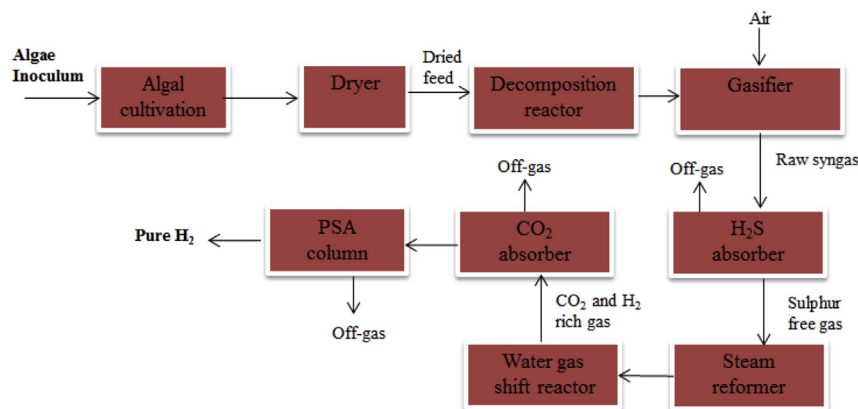 Air
Algae
Inoculum
Algal
cultivation
Dryer
Dried
feed
Decomposition
reactor
Gasifier
Raw syngas
Off-gas
Off-gas
Pure H₂
PSA
column
CO₂
absorber
H₂S
absorber
Off-gas
CO₂ and H₂
rich gas
Sulphur
free gas
Water gas
shift reactor
Steam
reformer